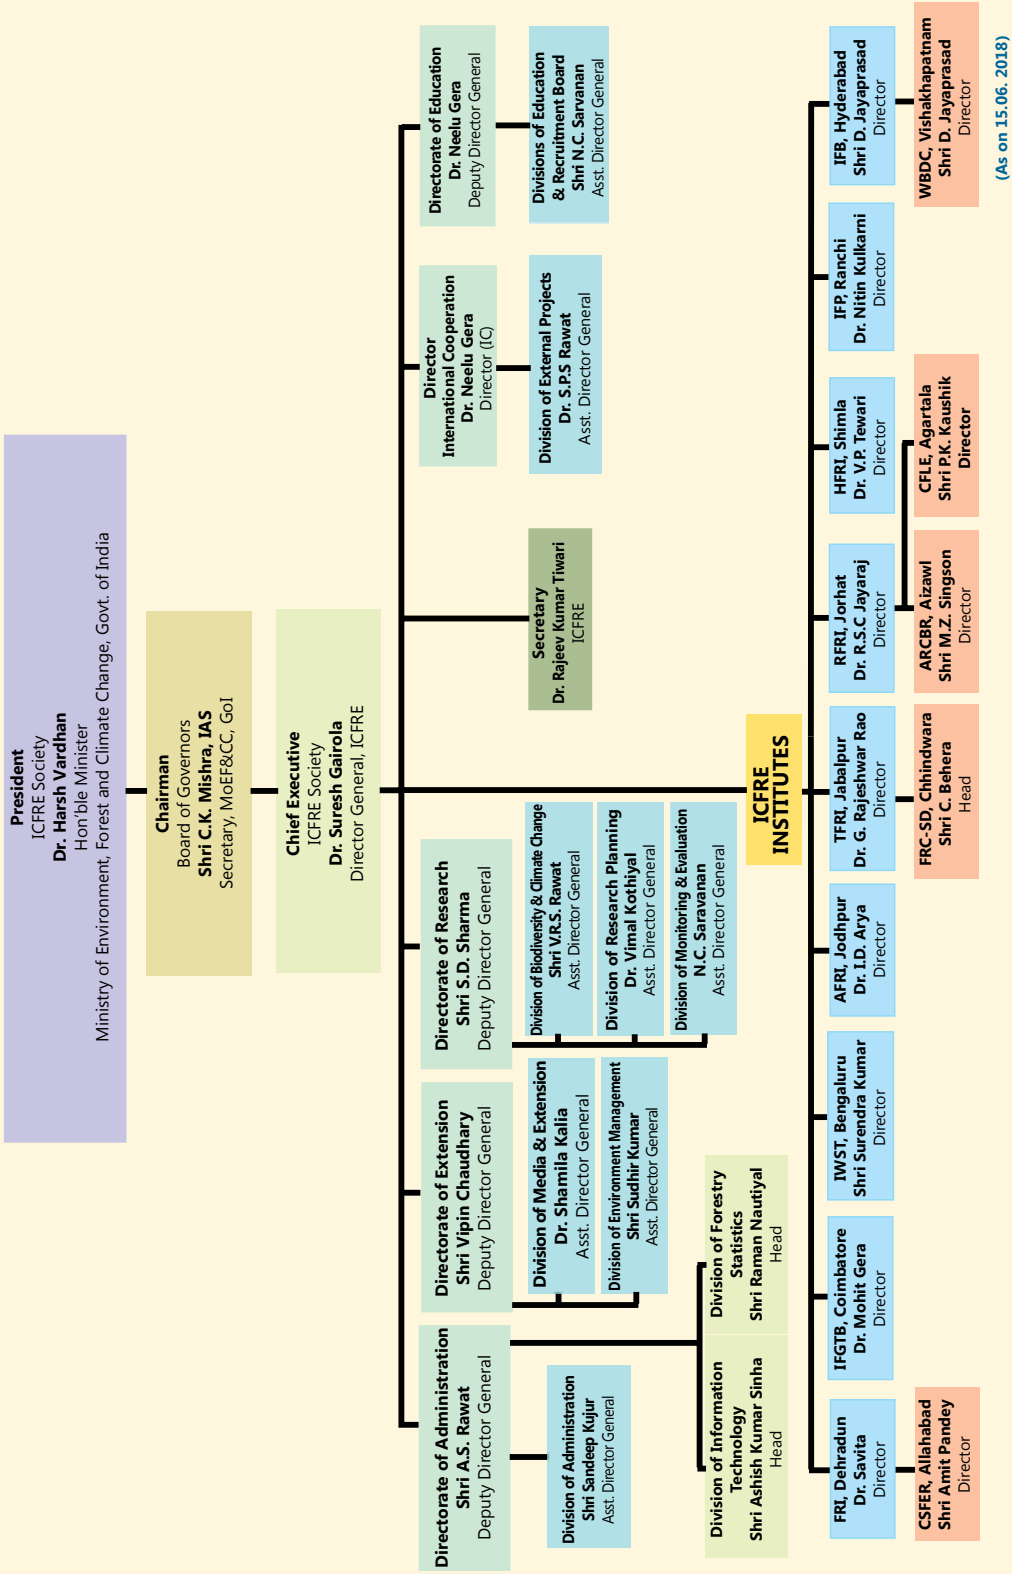 President
ICFRE Society
Dr. Harsh Vardhan
Hon'ble Minister
Ministry of Environment, Forest and Climate Change, Govt. of India
Chairman
Board of Governors
Shri C.K. Mishra, IAS
Secretary, MoEF&CC, GoI
Chief Executive
ICFRE Society
Dr. Suresh Gairola
Director General, ICFRE
Directorate of Administration
Shri A.S. Rawat
Deputy Director General
Directorate of Extension
Shri Vipin Chaudhary
Deputy Director General
Directorate of Research
Shri S.D. Sharma
Deputy Director General
Director
International Cooperation
Dr. Neelu Gera
Director (IC)
Directorate of Education
Dr. Neelu Gera
Deputy Director General
Division of Administration
Shri Sandeep Kujur
Asst. Director General
Division of Media & Extension
Dr. Shamila Kalia
Asst. Director General
Division of Environment Management
Shri Sudhir Kumar
Asst. Director General
Division of Biodiversity & Climate Change
Shri V.R.S. Rawat
Asst. Director General
Division of Research Planning
Dr. Vimal Kothiyal
Asst. Director General
Division of Monitoring & Evaluation
N.C. Saravanan
Asst. Director General
Secretary
Dr. Rajeev Kumar Tiwari
ICFRE
Division of External Projects
Dr. S.P.S Rawat
Asst. Director General
Divisions of Education
& Recruitment Board
Shri N.C. Sarvanan
Asst. Director General
Division of Information
Technology
Shri Ashish Kumar Sinha
Head
Division of Forestry
Statistics
Shri Raman Nautiyal
Head
ICFRE
INSTITUTES
FRI, Dehradun
Dr. Savita
Director
IFGTB, Coimbatore
Dr. Mohit Gera
Director
IWST, Bengaluru
Shri Surendra Kumar
Director
AFRI, Jodhpur
Dr. I.D. Arya
Director
TFRI, Jabalpur
Dr. G. Rajeshwar Rao
Director
RFRI, Jorhat
Dr. R.S.C Jayaraj
Director
HFRI, Shimla
Dr. V.P. Tewari
Director
IFP, Ranchi
Dr. Nitin Kulkarni
Director
IFB, Hyderabad
Shri D. Jayaprasad
Director
CSFER, Allahabad
Shri Amit Pandey
Director
FRC-SD, Chhindwara
Shri C. Behera
Head
ARCBR, Aizawl
Shri M.Z. Singson
Director
CFLE, Agartala
Shri P.K. Kaushik
Director
WBDC, Vishakhapatnam
Shri D. Jayaprasad
Director
(As on 15.06. 2018)